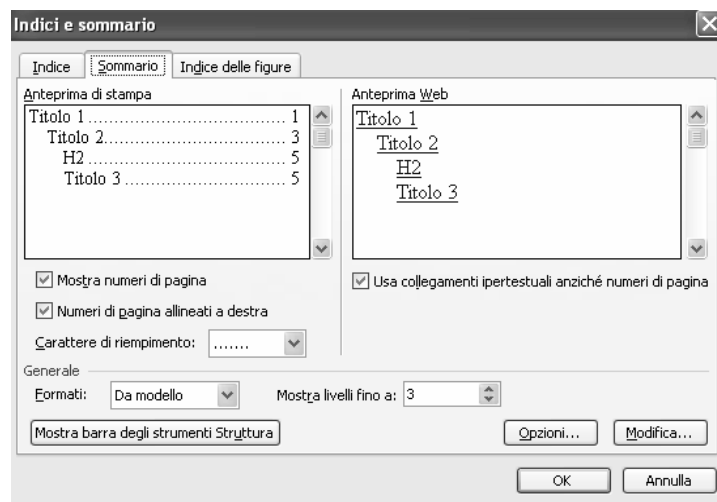 Indici e sommario
Indice Sommario Indice delle figure
Anteprima di stampa
Titolo 1 ................................ 1
Titolo 2................................ 3
H2 ................................ 5
Titolo 3 ................................ 5
Anteprima Web
Titolo 1
Titolo 2
H2
Titolo 3
Mostra numeri di pagina
Numeri di pagina allineati a destra
Carattere di riempimento: .......
Usa collegamenti ipertestuali anziché numeri di pagina
Generale
Formati: Da modello Mostra livelli fino a: 3
Mostra barra degli strumenti Struttura Opzioni... Modifica...
OK Annulla